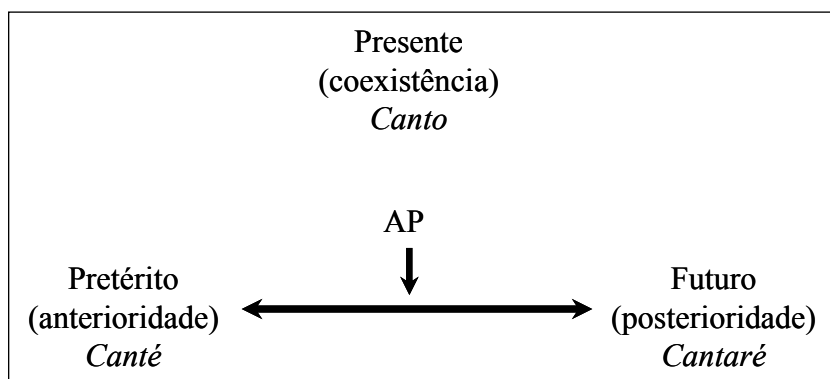 Presente
(coexistência)
Canto
AP
Pretérito
(anterioridade)
Canté
Futuro
(posterioridade)
Cantaré